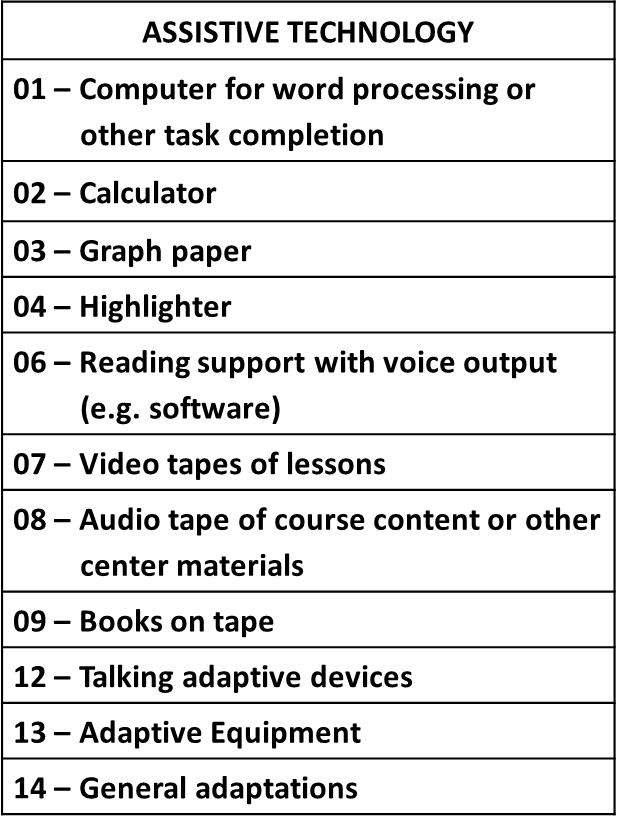 ASSISTIVE TECHNOLOGY
01 – Computer for word processing or
other task completion
02 – Calculator
03 – Graph paper
04 – Highlighter
06 – Reading support with voice output
(e.g. software)
07 – Video tapes of lessons
08 – Audio tape of course content or other
center materials
09 – Books on tape
12 – Talking adaptive devices
13 – Adaptive Equipment
14 – General adaptations